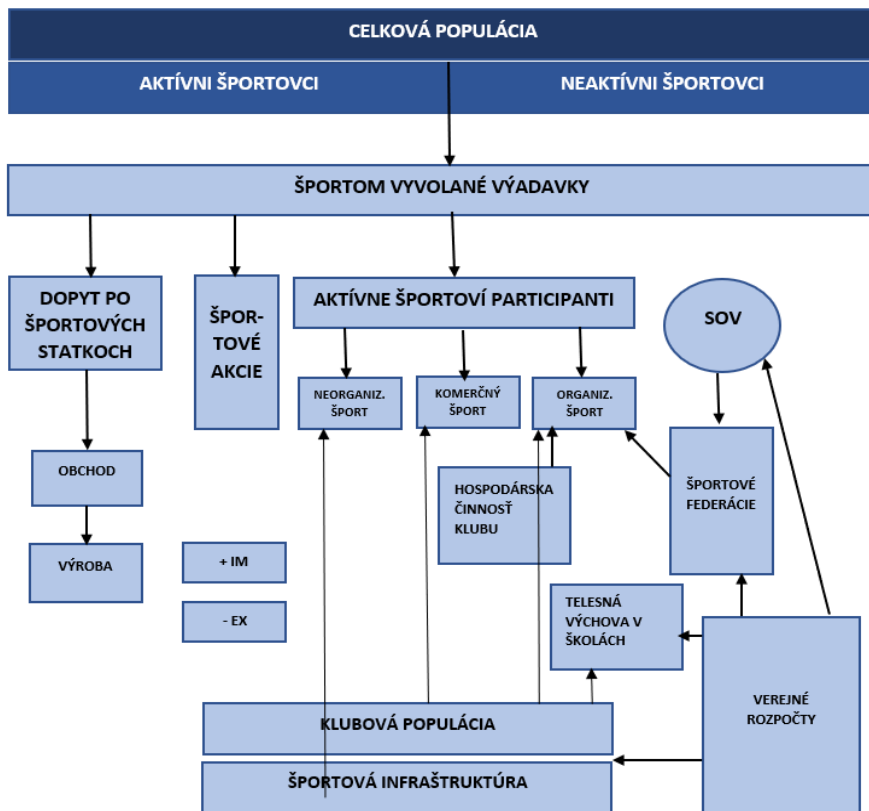 CELKOVÁ POPULÁCIA
AKTÍVNI ŠPORTOVCI
NEAKTÍVNI ŠPORTOVCI
ŠPORTOM VYVOLANÉ VÝADAVKY
DOPYT PO
ŠPORTOVÝCH
STATKOCH
ŠPOR-
TOVÉ
AKCIE
AKTÍVNE ŠPORTOVÍ PARTICIPANTI
SOV
NEORGANIZ.
ŠPORT
KOMERČNÝ
ŠPORT
ORGANIZ.
ŠPORT
OBCHOD
HOSPODÁRSKA
ČINNOSŤ
KLUBU
ŠPORTOVÉ
FEDERÁCIE
VÝROBA
+ IM
- EX
TELESNÁ
VÝCHOVA V
ŠKOLÁCH
VEREJNÉ
ROZPOČTY
KLUBOVÁ POPULÁCIA
ŠPORTOVÁ INFRAŠTRUKTÚRA